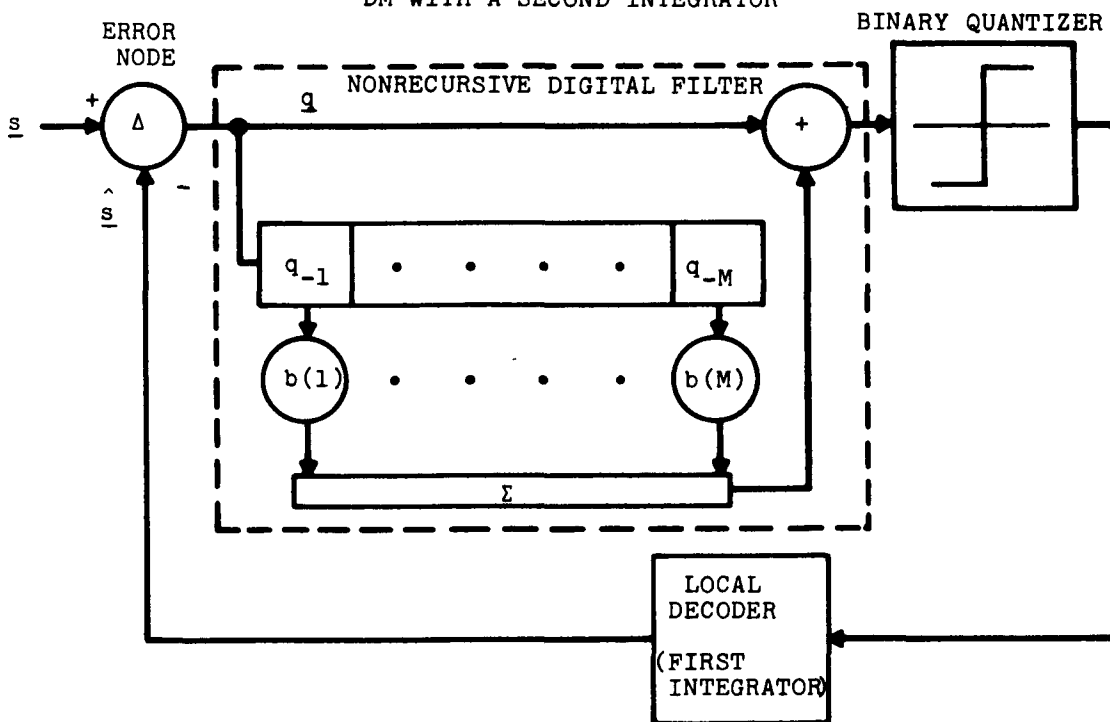 DM WITH A SECOND INTEGRATOR
BINARY QUANTIZER
ERROR
NODE
NONRECURSIVE DIGITAL FILTER
q
+
s
Δ
+
-
ŝ
q-1 • • • • q-M
b(1) • • • • b(M)
Σ
LOCAL
DECODER
(FIRST
INTEGRATOR)